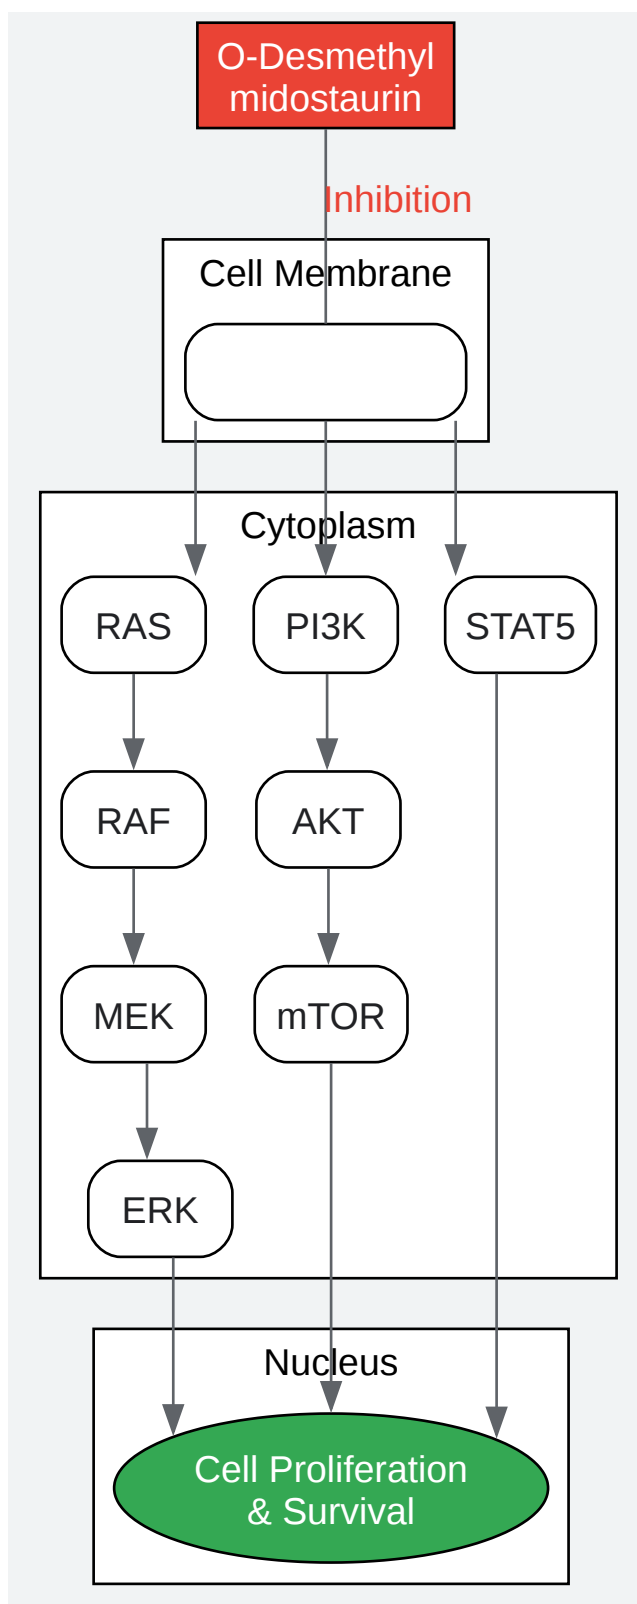 O-Desmethyl
midostaurin
Inhibition
Cell Membrane
Cytoplasm
RAS
PI3K
STAT5
RAF
AKT
MEK
mTOR
ERK
Nucleus
Cell Proliferation
& Survival